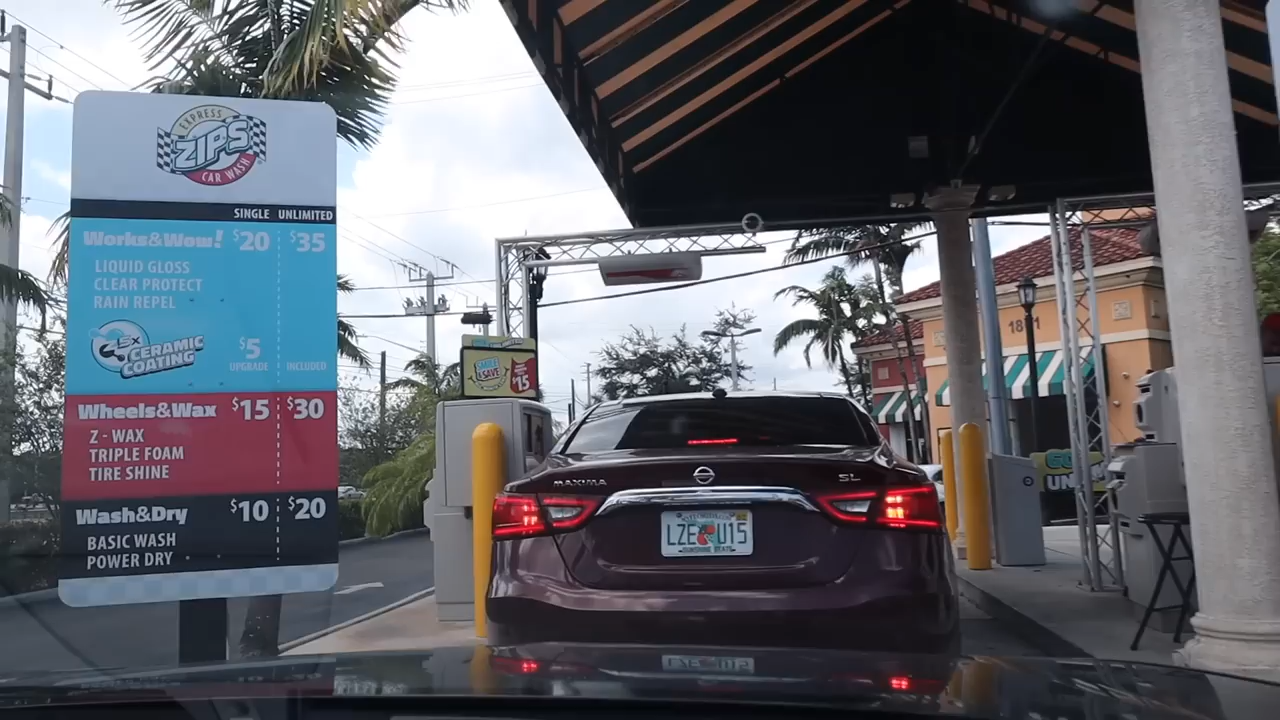 EXPRESS
ZIPS
CAR WASH
SINGLE UNLIMITED
Works&Wow! $20 $35
LIQUID GLOSS
CLEAR PROTECT
RAIN REPEL
CERAMIC
COATING
$5
UPGRADE INCLUDED
Wheels&Wax $15 $30
Z - WAX
TRIPLE FOAM
TIRE SHINE
Wash&Dry $10 $20
BASIC WASH
POWER DRY
SAVE
$15
MAXIMA
SL
LZE U15
SUNSHINE STATE